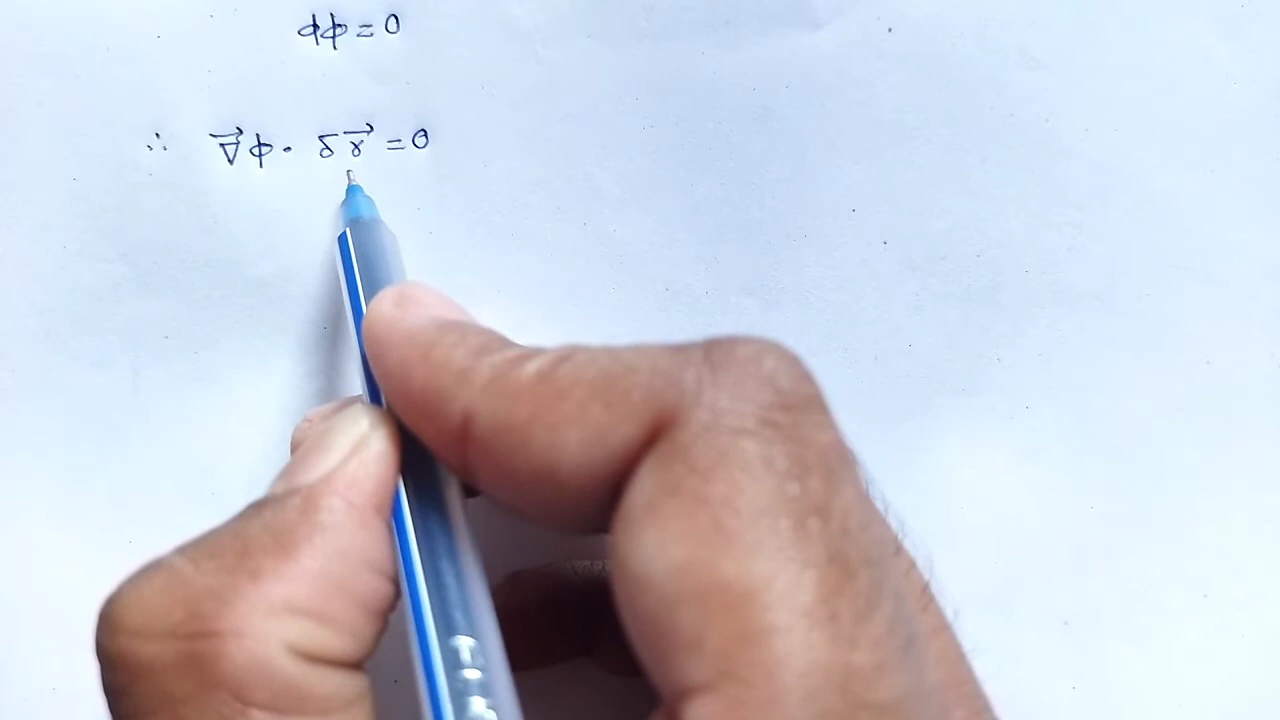 dϕ = 0
∴ ∇⃗ϕ · δr⃗ = 0